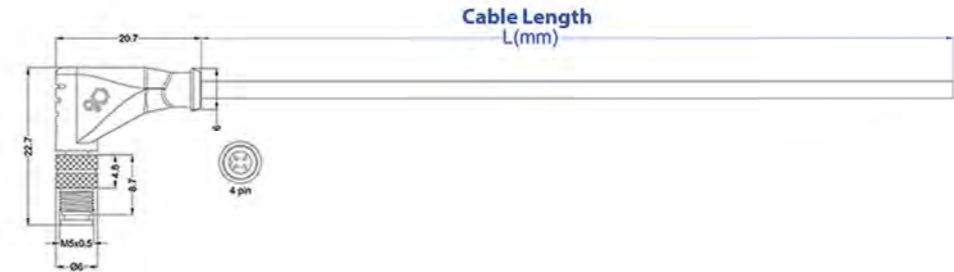 Cable Length
L(mm)
20.7
22.7
6
4.8
8.7
4 pin
M5x0.5
Ø6